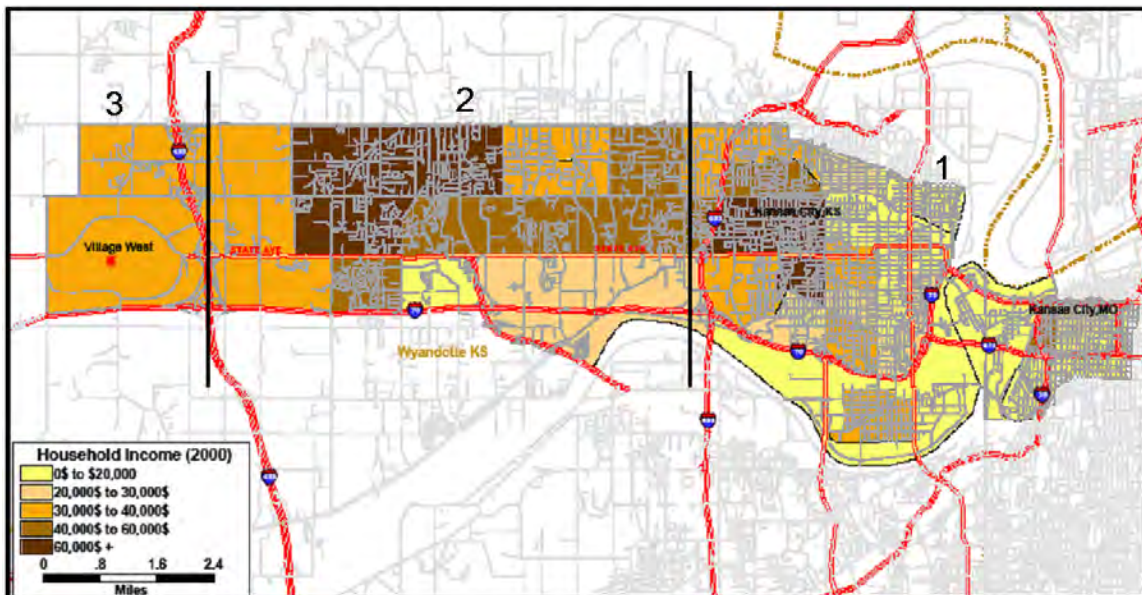 3
2
1
Kansas City, KS
Village West
STATE AVE
Kansas City, MO
70
Wyandotte KS
Household Income (2000)
0$ to $20,000
20,000$ to 30,000$
30,000$ to 40,000$
40,000$ to 60,000$
60,000$ +
0 .8 1.6 2.4
Miles